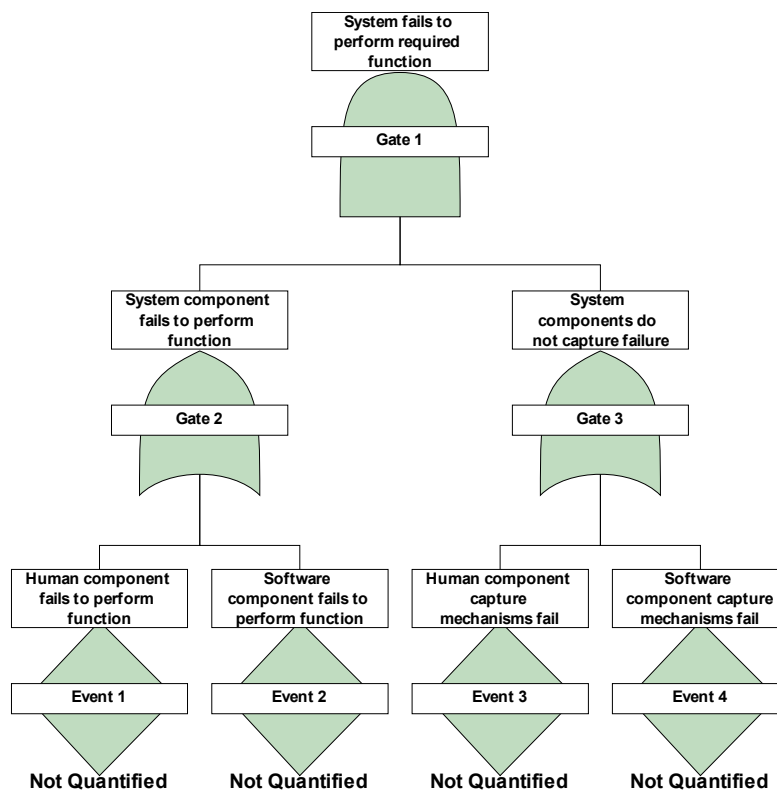 System fails to
perform required
function
Gate 1
System component
fails to perform
function
System
components do
not capture failure
Gate 2
Gate 3
Human component
fails to perform
function
Software
component fails to
perform function
Human component
capture
mechanisms fail
Software
component capture
mechanisms fail
Event 1
Event 2
Event 3
Event 4
Not Quantified
Not Quantified
Not Quantified
Not Quantified